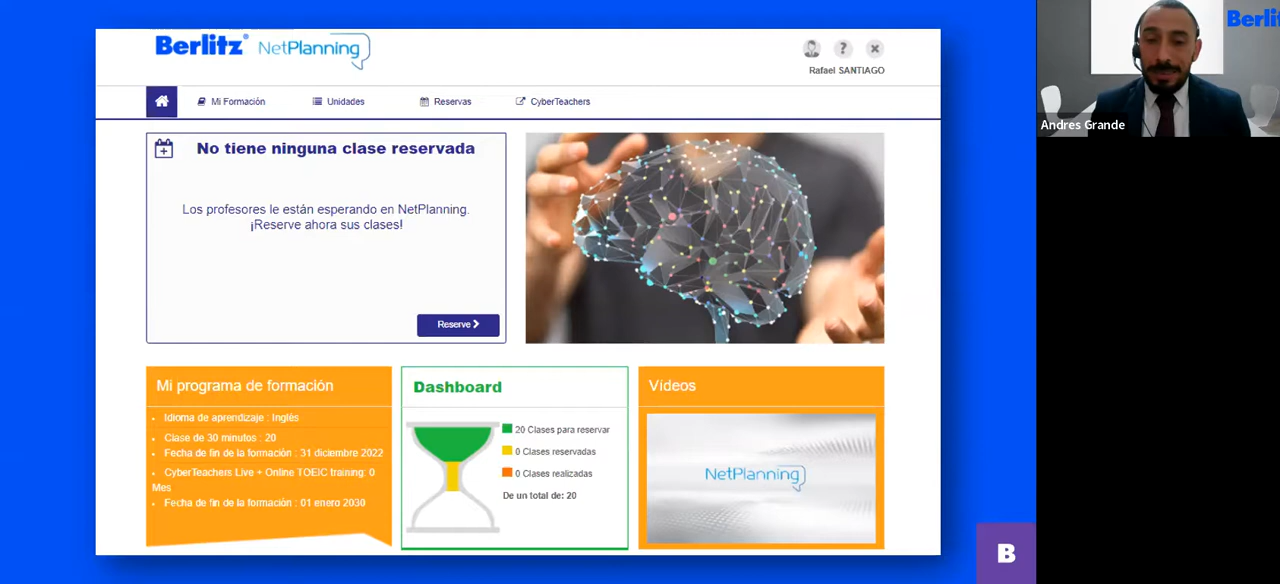 Berlitz® NetPlanning
Rafael SANTIAGO
Mi Formación Unidades Reservas CyberTeachers
No tiene ninguna clase reservada
Los profesores le están esperando en NetPlanning.
¡Reserve ahora sus clases!
Reserve
Mi programa de formación
Idioma de aprendizaje : Inglés
Clase de 30 minutos : 20
Fecha de fin de la formación : 31 diciembre 2022
CyberTeachers Live + Online TOEIC training: 0
Mes
Fecha de fin de la formación : 01 enero 2030
Dashboard
20 Clases para reservar
0 Clases reservadas
0 Clases realizadas
De un total de: 20
Vídeos
NetPlanning
Berli
Andres Grande
B